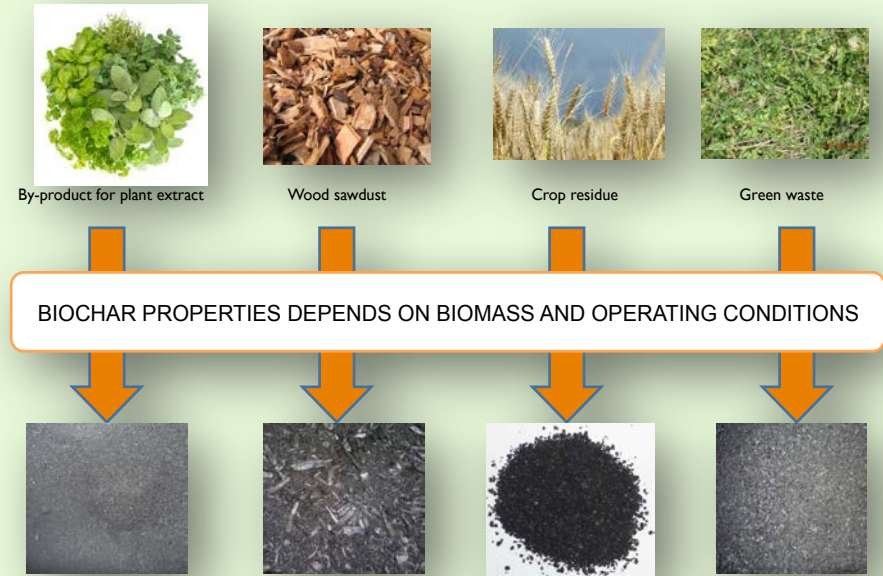 By-product for plant extract
Wood sawdust
Crop residue
Green waste
BIOCHAR PROPERTIES DEPENDS ON BIOMASS AND OPERATING CONDITIONS